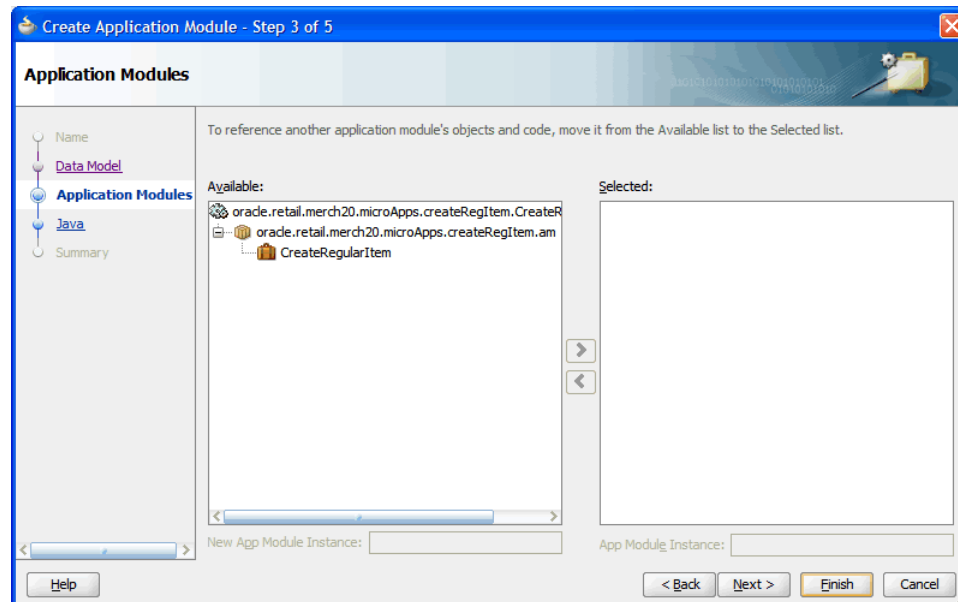 Create Application Module - Step 3 of 5
Application Modules
Name
Data Model
Application Modules
Java
Summary
To reference another application module's objects and code, move it from the Available list to the Selected list.
Available:
oracle.retail.merch20.microApps.createRegItem.CreateR
oracle.retail.merch20.microApps.createRegItem.am
CreateRegularItem
New App Module Instance:
Selected:
App Module Instance:
Help
< Back
Next >
Finish
Cancel